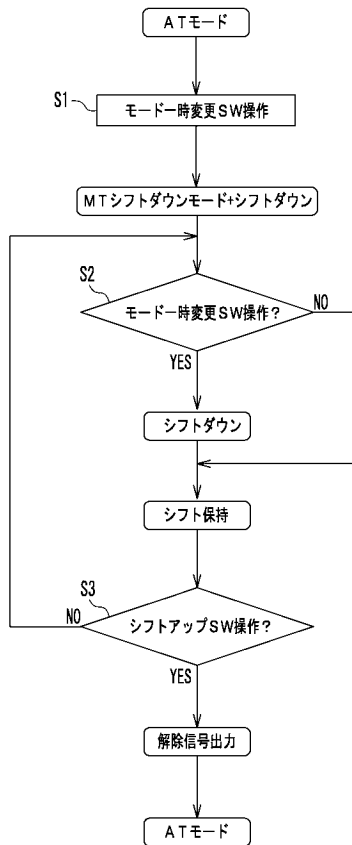 ATモード
S1
モード一時変更SW操作
MTシフトダウンモード+シフトダウン
S2
モード一時変更SW操作？
NO
YES
シフトダウン
シフト保持
S3
NO
シフトアップSW操作？
YES
解除信号出力
ATモード